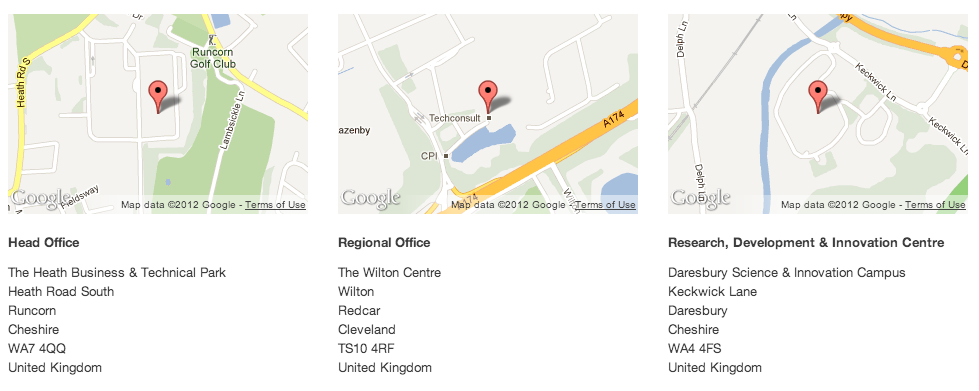 Dr
Heath Rd S
Runcorn
Golf Club
Lambsickle Ln
Fieldsway
Google
Map data ©2012 Google - Terms of Use
azenby
Techconsult
CPI
A174
A174
Wil
Google
Map data ©2012 Google - Terms of Use
Delph Ln
by
D
Keckwick Ln
Keckwick Ln
Delph Ln
Google
Map data ©2012 Google - Terms of Use
Head Office
The Heath Business & Technical Park
Heath Road South
Runcorn
Cheshire
WA7 4QQ
United Kingdom
Regional Office
The Wilton Centre
Wilton
Redcar
Cleveland
TS10 4RF
United Kingdom
Research, Development & Innovation Centre
Daresbury Science & Innovation Campus
Keckwick Lane
Daresbury
Cheshire
WA4 4FS
United Kingdom